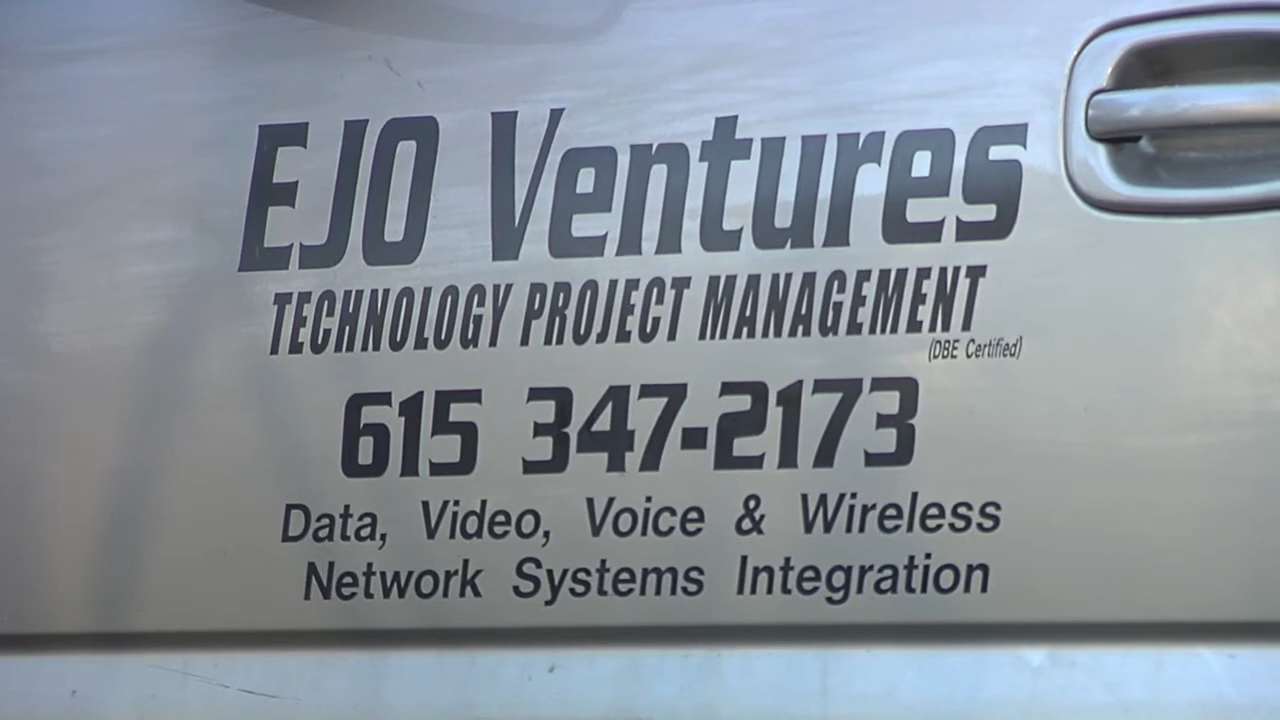 EJO Ventures
TECHNOLOGY PROJECT MANAGEMENT
(DBE Certified)
615 347-2173
Data, Video, Voice & Wireless
Network Systems Integration